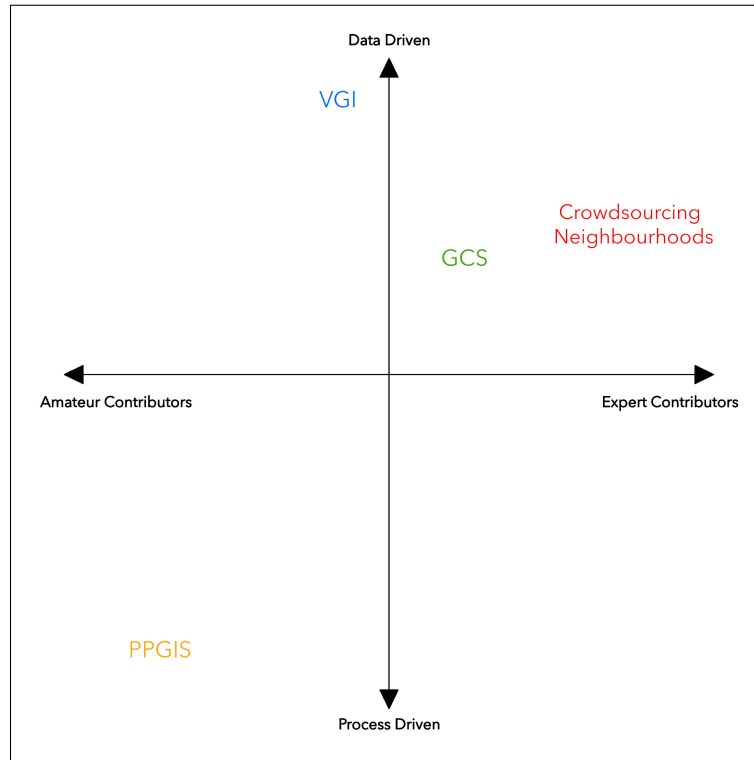 Data Driven
VGI
Crowdsourcing
Neighbourhoods
GCS
Amateur Contributors
Expert Contributors
PPGIS
Process Driven